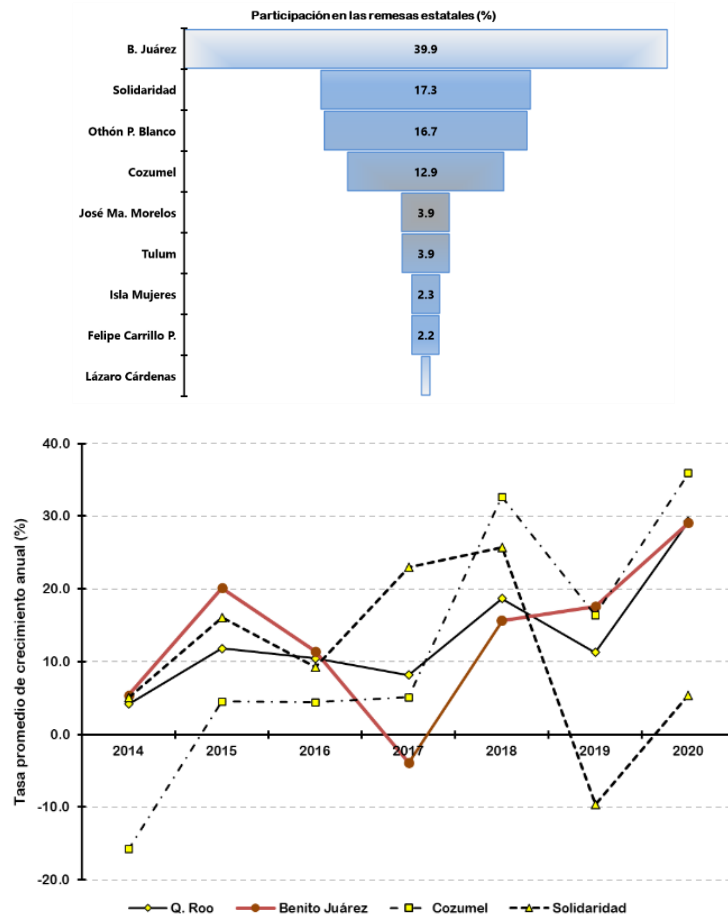 Participación en las remesas estatales (%)
B. Juárez
39.9
Solidaridad
17.3
Othón P. Blanco
16.7
Cozumel
12.9
José Ma. Morelos
3.9
Tulum
3.9
Isla Mujeres
2.3
Felipe Carrillo P.
2.2
Lázaro Cárdenas
Tasa promedio de crecimiento anual (%)
40.0
30.0
20.0
10.0
0.0
-10.0
-20.0
2014 2015 2016 2017 2018 2019 2020
Q. Roo Benito Juárez Cozumel Solidaridad